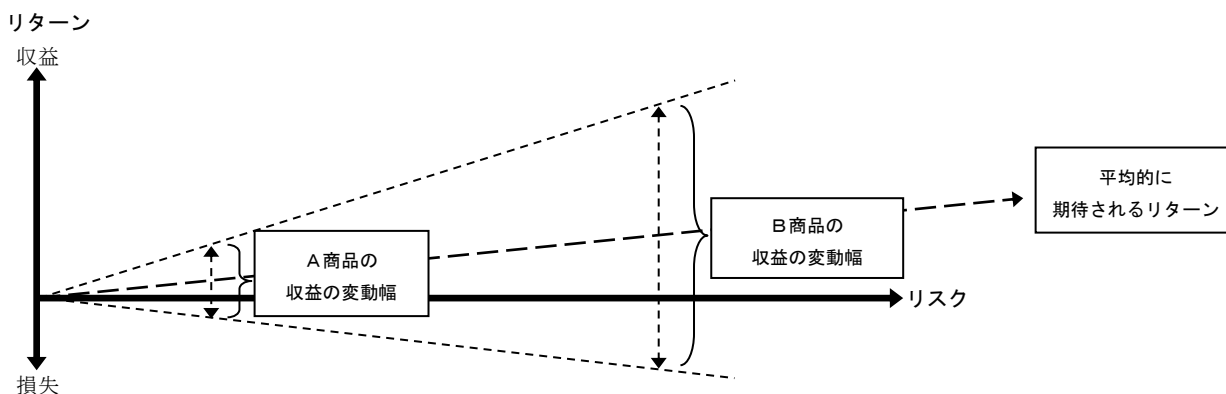 リターン
収益
A商品の
収益の変動幅
B商品の
収益の変動幅
平均的に
期待されるリターン
リスク
損失